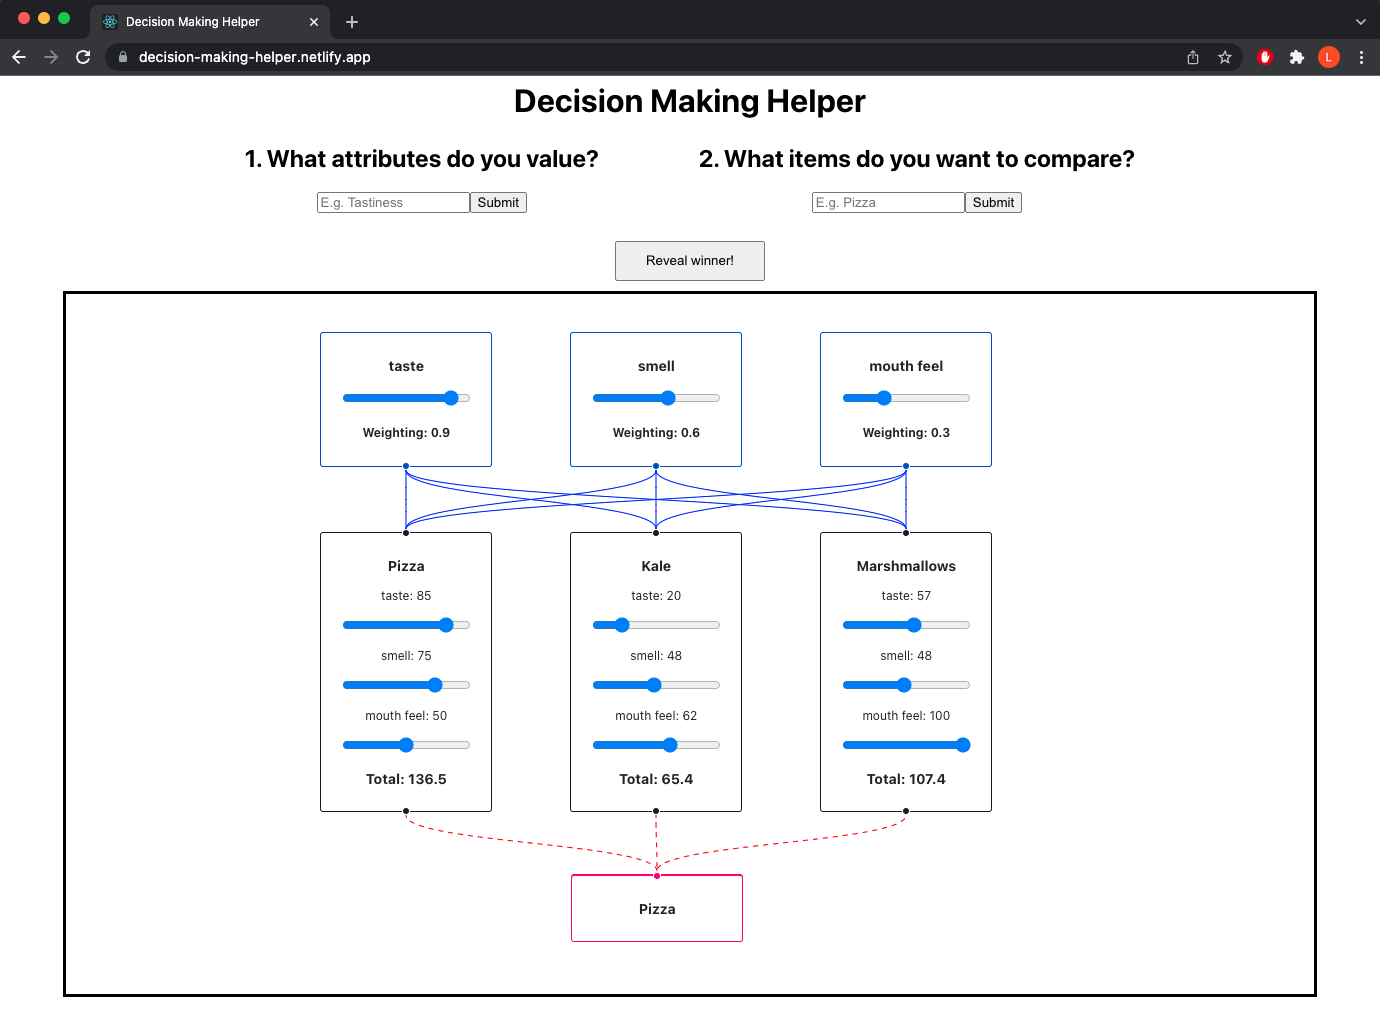 Decision Making Helper
decision-making-helper.netlify.app
L
Decision Making Helper
1. What attributes do you value?
2. What items do you want to compare?
E.g. Tastiness
Submit
E.g. Pizza
Submit
Reveal winner!
taste
smell
mouth feel
Weighting: 0.9
Weighting: 0.6
Weighting: 0.3
Pizza
taste: 85
smell: 75
mouth feel: 50
Total: 136.5
Kale
taste: 20
smell: 48
mouth feel: 62
Total: 65.4
Marshmallows
taste: 57
smell: 48
mouth feel: 100
Total: 107.4
Pizza